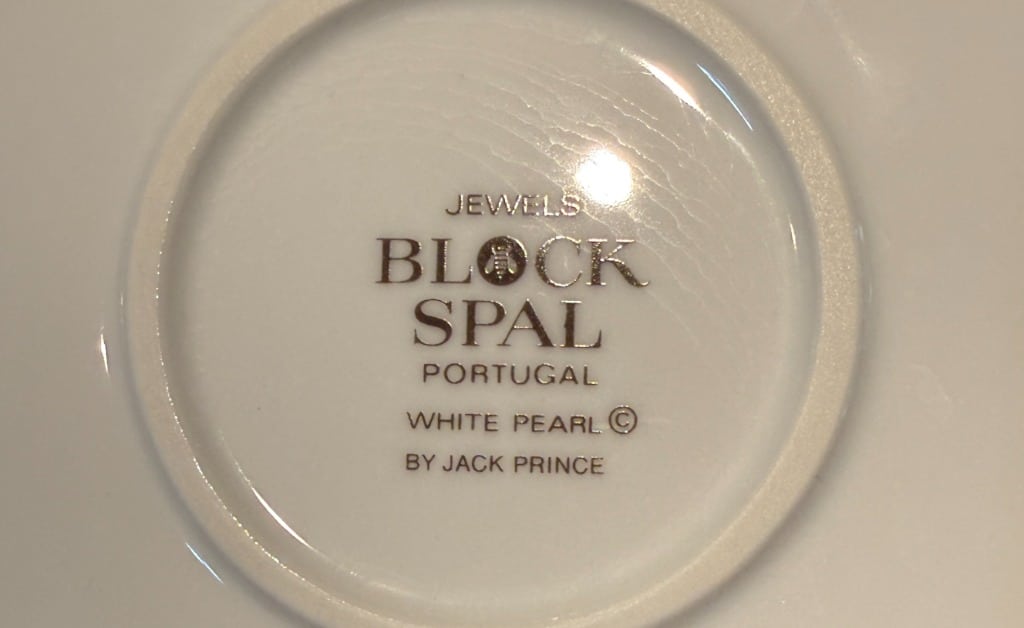 JEWELS
BLOCK
SPAL
PORTUGAL
WHITE PEARL ©
BY JACK PRINCE